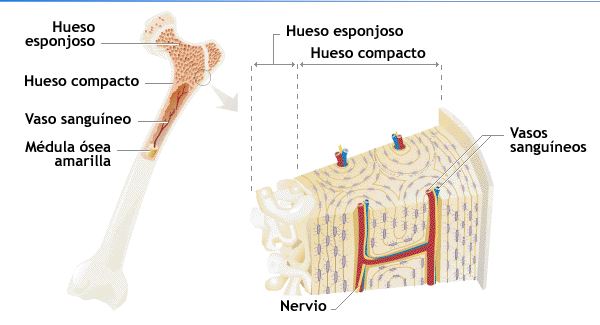 Hueso
esponjoso
Hueso compacto
Vaso sanguíneo
Médula ósea
amarilla
Hueso esponjoso
Hueso compacto
Vasos
sanguíneos
Nervio